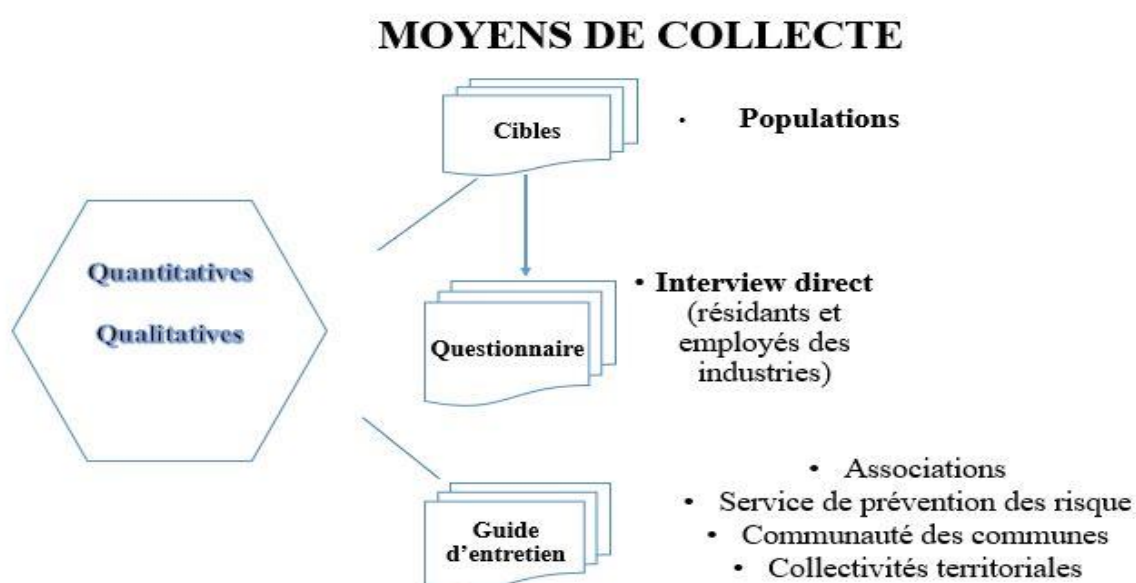 MOYENS DE COLLECTE
Cibles
• Populations
Quantitatives
Qualitatives
Questionnaire
• Interview direct
(résidants et
employés des
industries)
Guide
d’entretien
• Associations
• Service de prévention des risque
• Communauté des communes
• Collectivités territoriales